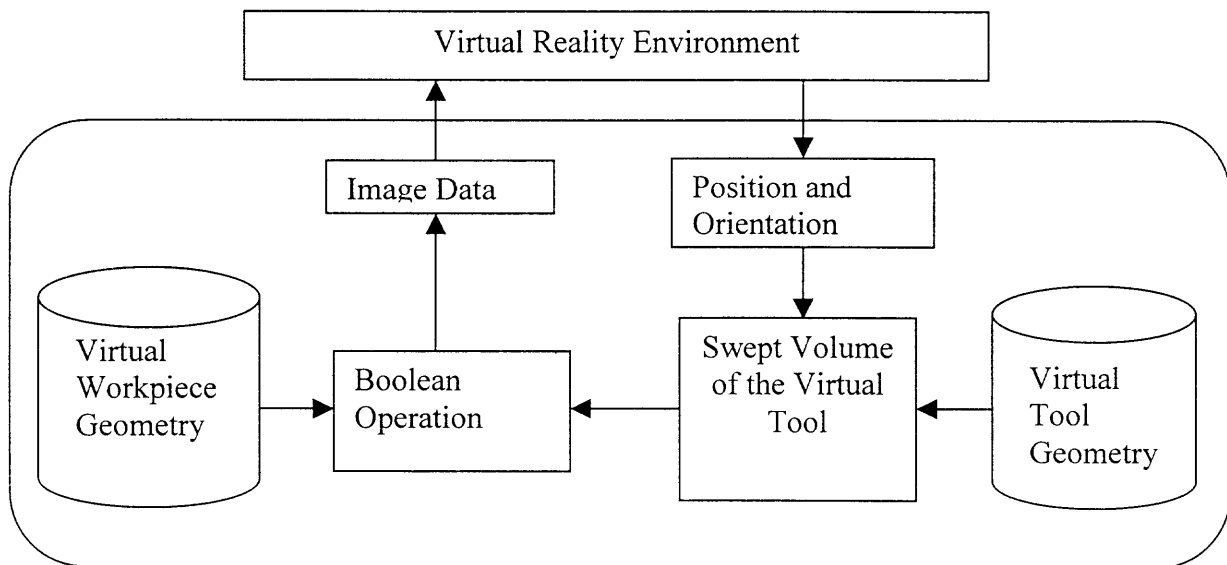 Virtual Reality Environment
Image Data
Position and
Orientation
Virtual
Workpiece
Geometry
Boolean
Operation
Swept Volume
of the Virtual
Tool
Virtual
Tool
Geometry